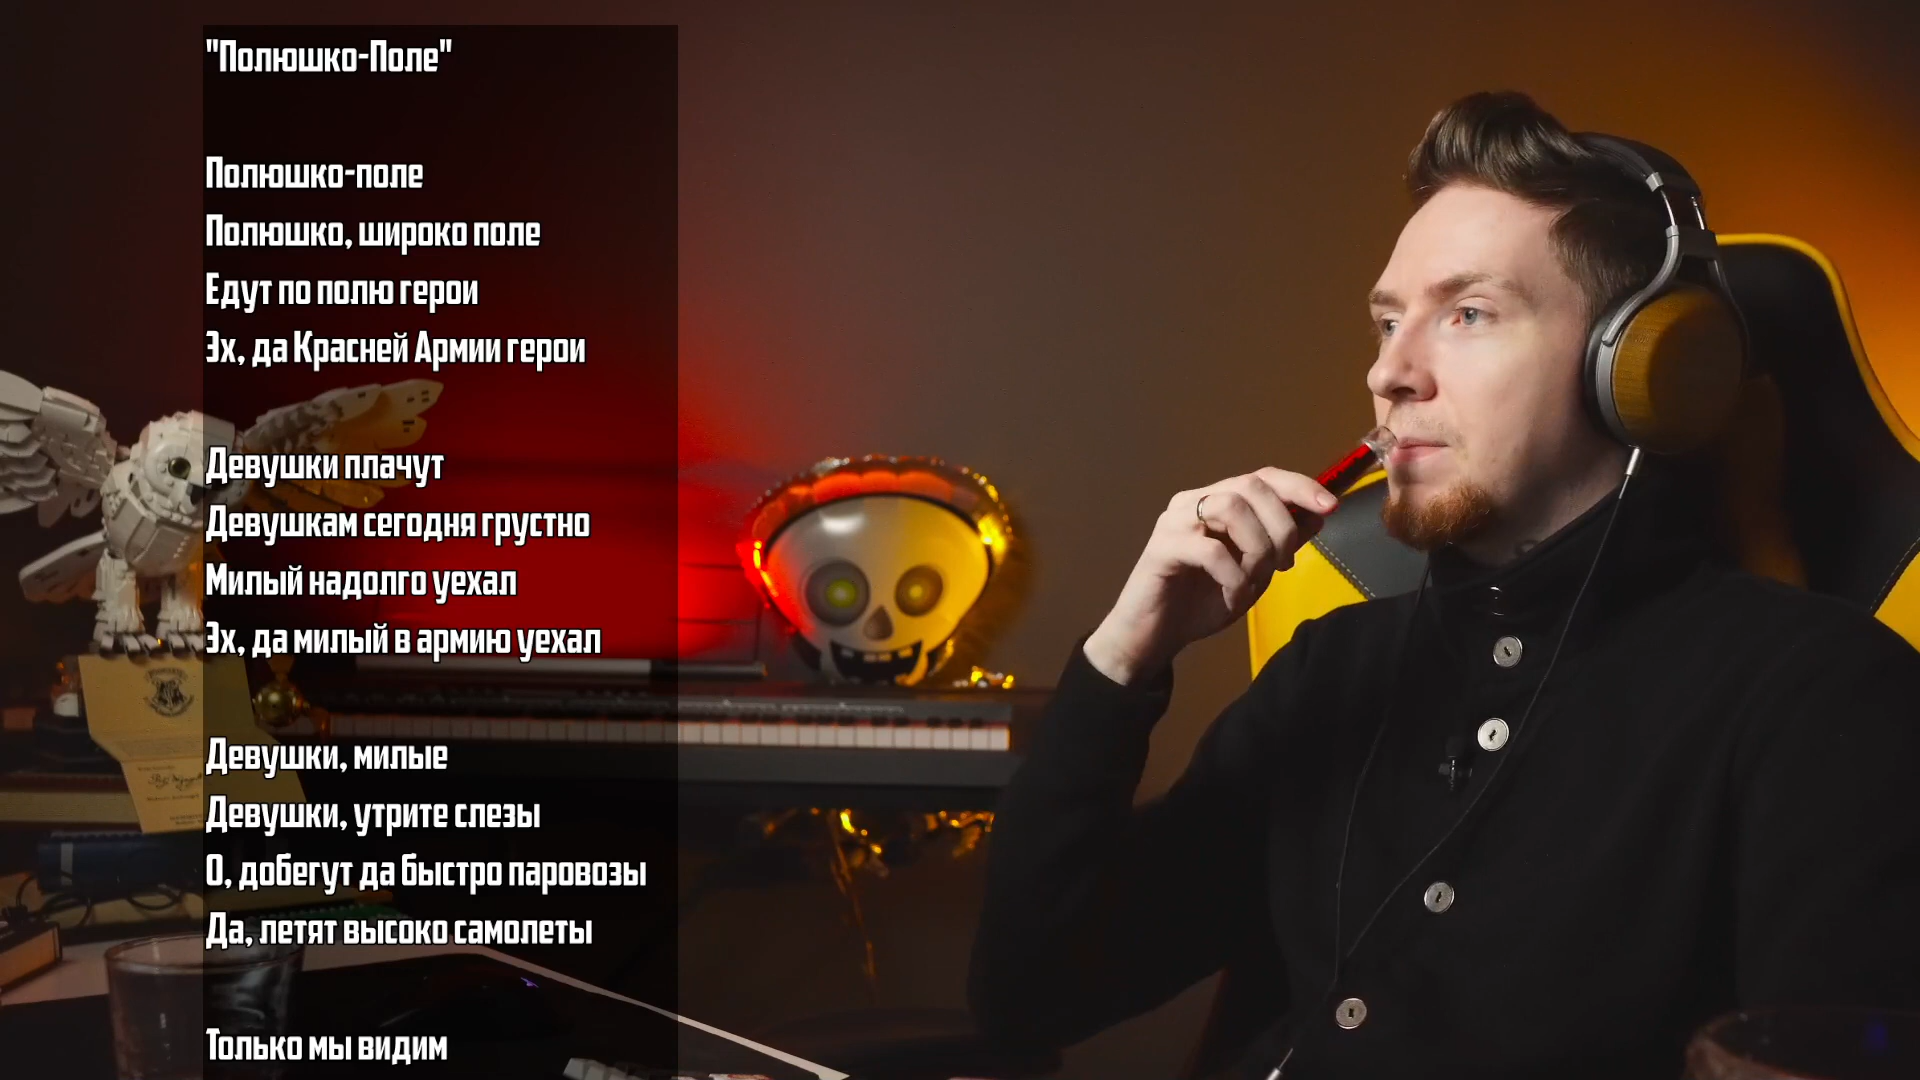 "Полюшко-Поле"
Полюшко-поле
Полюшко, широко поле
Едут по полю герои
Эх, да Красней Армии герои
Девушки плачут
Девушкам сегодня грустно
Милый надолго уехал
Эх, да милый в армию уехал
Девушки, милые
Девушки, утрите слезы
О, добегут да быстро паровозы
Да, летят высоко самолеты
Только мы видим